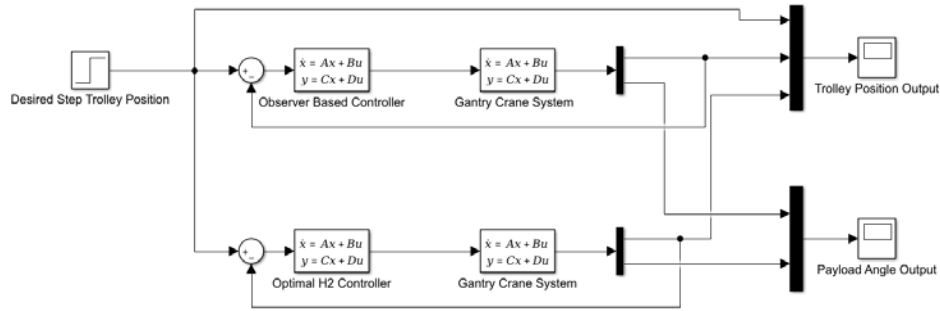 ẋ = Ax + Bu
y = Cx + Du
Observer Based Controller
ẋ = Ax + Bu
y = Cx + Du
Gantry Crane System
Desired Step Trolley Position
Trolley Position Output
ẋ = Ax + Bu
y = Cx + Du
Optimal H2 Controller
ẋ = Ax + Bu
y = Cx + Du
Gantry Crane System
Payload Angle Output